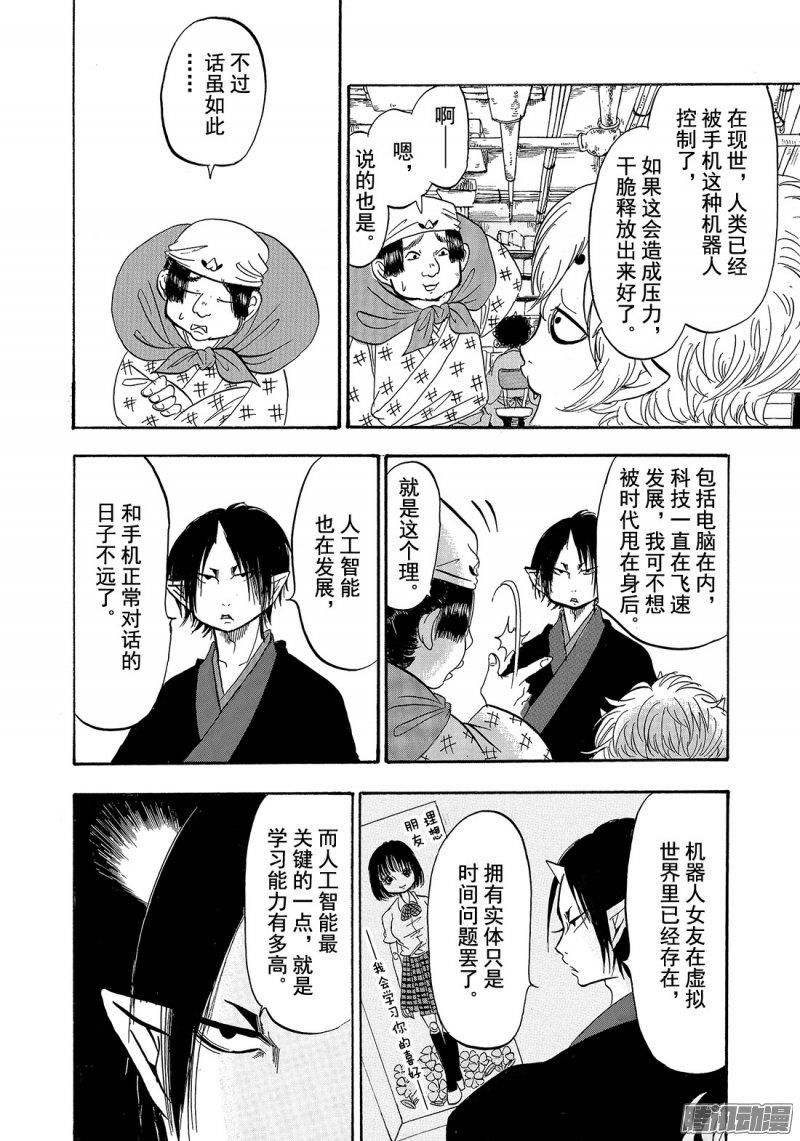 在现世，人类已经
被手机这种机器人
控制了，
如果这会造成压力，
干脆释放出来好了。
啊——
嗯，
说的也是。
不过
话虽如此
……
包括电脑在内，
科技一直在飞速
发展，我可不想
被时代甩在身后。
就是这个理。
人工智能
也在发展，
和手机正常对话的
日子不远了。
机器人女友在虚拟
世界里已经存在，
拥有实体只是
时间问题罢了。
理想
朋友
——我会学习你的喜好——
而人工智能最
关键的一点，就是
学习能力有多高。
腾讯动漫